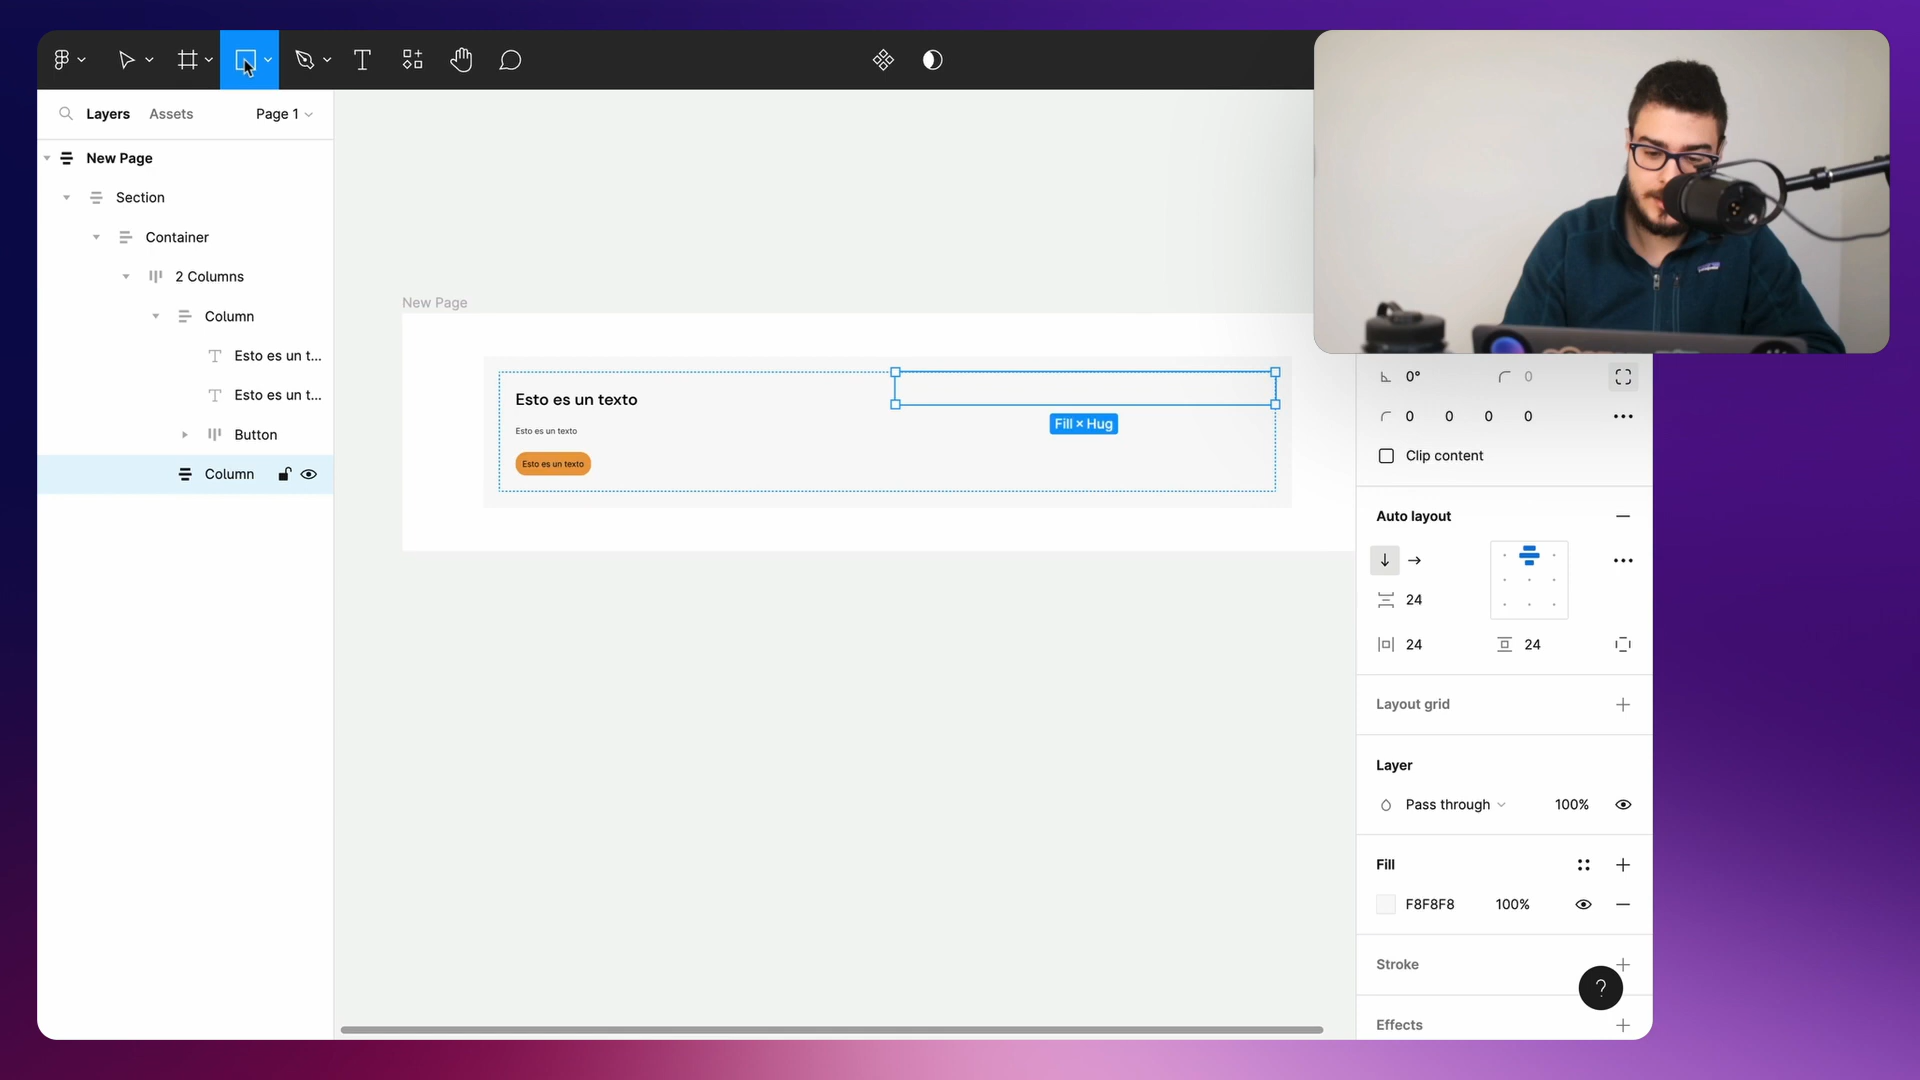 Layers
Assets
Page 1
New Page
Section
Container
2 Columns
Column
Esto es un t...
Esto es un t...
Button
Column
New Page
Esto es un texto
Esto es un texto
Esto es un texto
Fill × Hug
0°
0
0
0
0
0
Clip content
Auto layout
24
24
24
Layout grid
Layer
Pass through
100%
Fill
F8F8F8
100%
Stroke
?
Effects